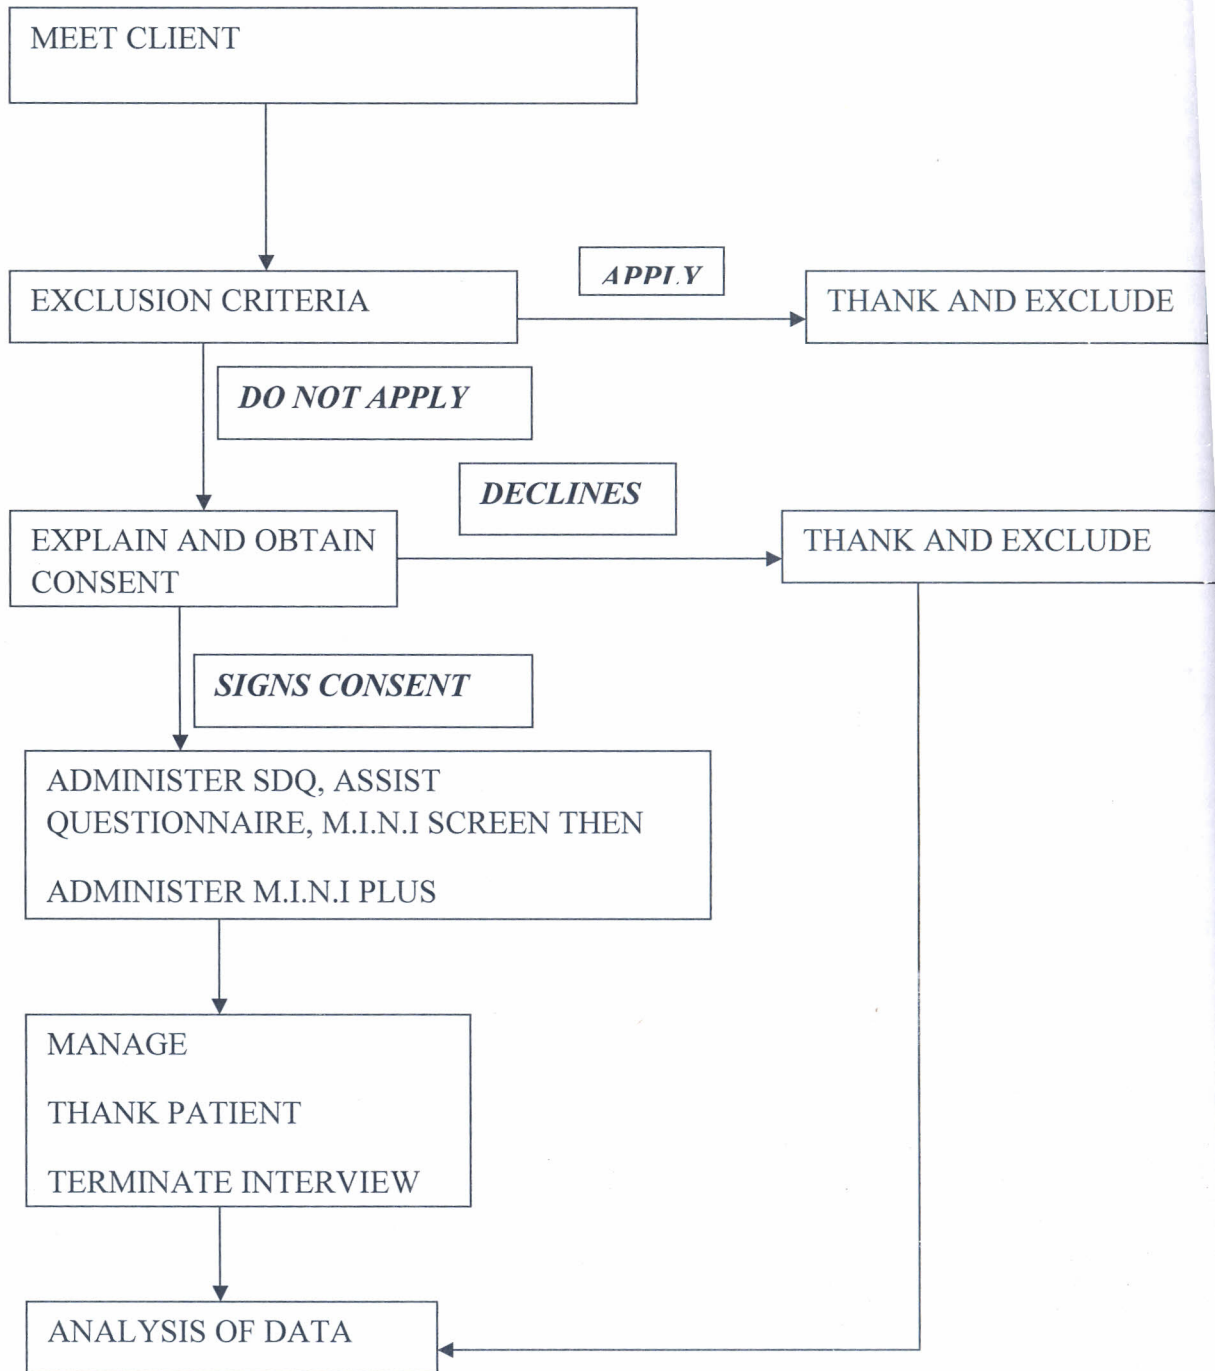 MEET CLIENT
APPLY
EXCLUSION CRITERIA
THANK AND EXCLUDE
DO NOT APPLY
DECLINES
EXPLAIN AND OBTAIN
CONSENT
THANK AND EXCLUDE
SIGNS CONSENT
ADMINISTER SDQ, ASSIST
QUESTIONNAIRE, M.I.N.I SCREEN THEN
ADMINISTER M.I.N.I PLUS
MANAGE
THANK PATIENT
TERMINATE INTERVIEW
ANALYSIS OF DATA